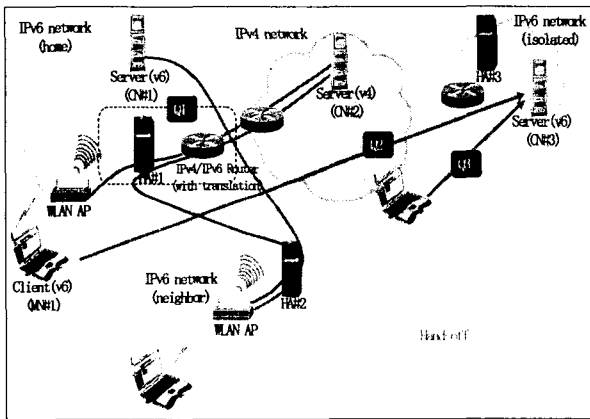 IPv6 network
(home)
IPv4 network
IPv6 network
(isolated)
Server(v6)
(CN#1)
Q1
Server(v4)
(CN#2)
HA#3
Server(v6)
(CN#3)
HA#1
IPv4/IPv6 Router
(with translation)
Q2
Q3
WLAN AP
Client(v6)
(MN#1)
IPv6 network
(neighbor)
HA#2
WLAN AP
Hand-off